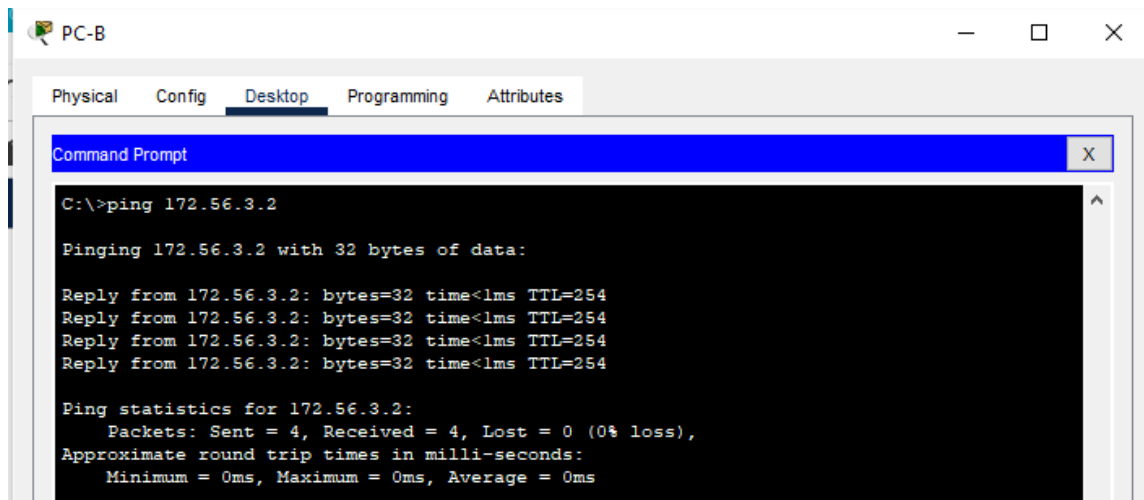 PC-B
Physical Config Desktop Programming Attributes
Command Prompt
X
C:\>ping 172.56.3.2
Pinging 172.56.3.2 with 32 bytes of data:
Reply from 172.56.3.2: bytes=32 time<1ms TTL=254
Reply from 172.56.3.2: bytes=32 time<1ms TTL=254
Reply from 172.56.3.2: bytes=32 time<1ms TTL=254
Reply from 172.56.3.2: bytes=32 time<1ms TTL=254
Ping statistics for 172.56.3.2:
Packets: Sent = 4, Received = 4, Lost = 0 (0% loss),
Approximate round trip times in milli-seconds:
Minimum = 0ms, Maximum = 0ms, Average = 0ms